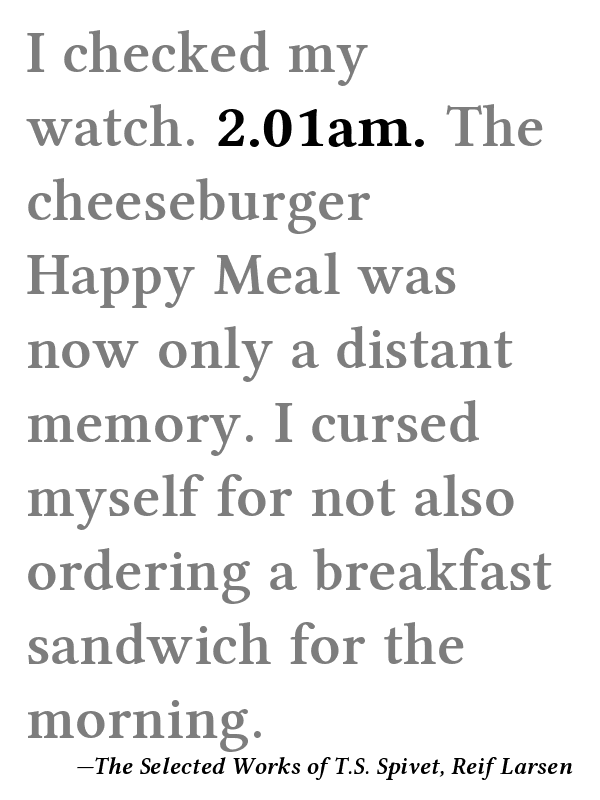 I checked my
watch. 2.01am. The
cheeseburger
Happy Meal was
now only a distant
memory. I cursed
myself for not also
ordering a breakfast
sandwich for the
morning.
—The Selected Works of T.S. Spivet, Reif Larsen